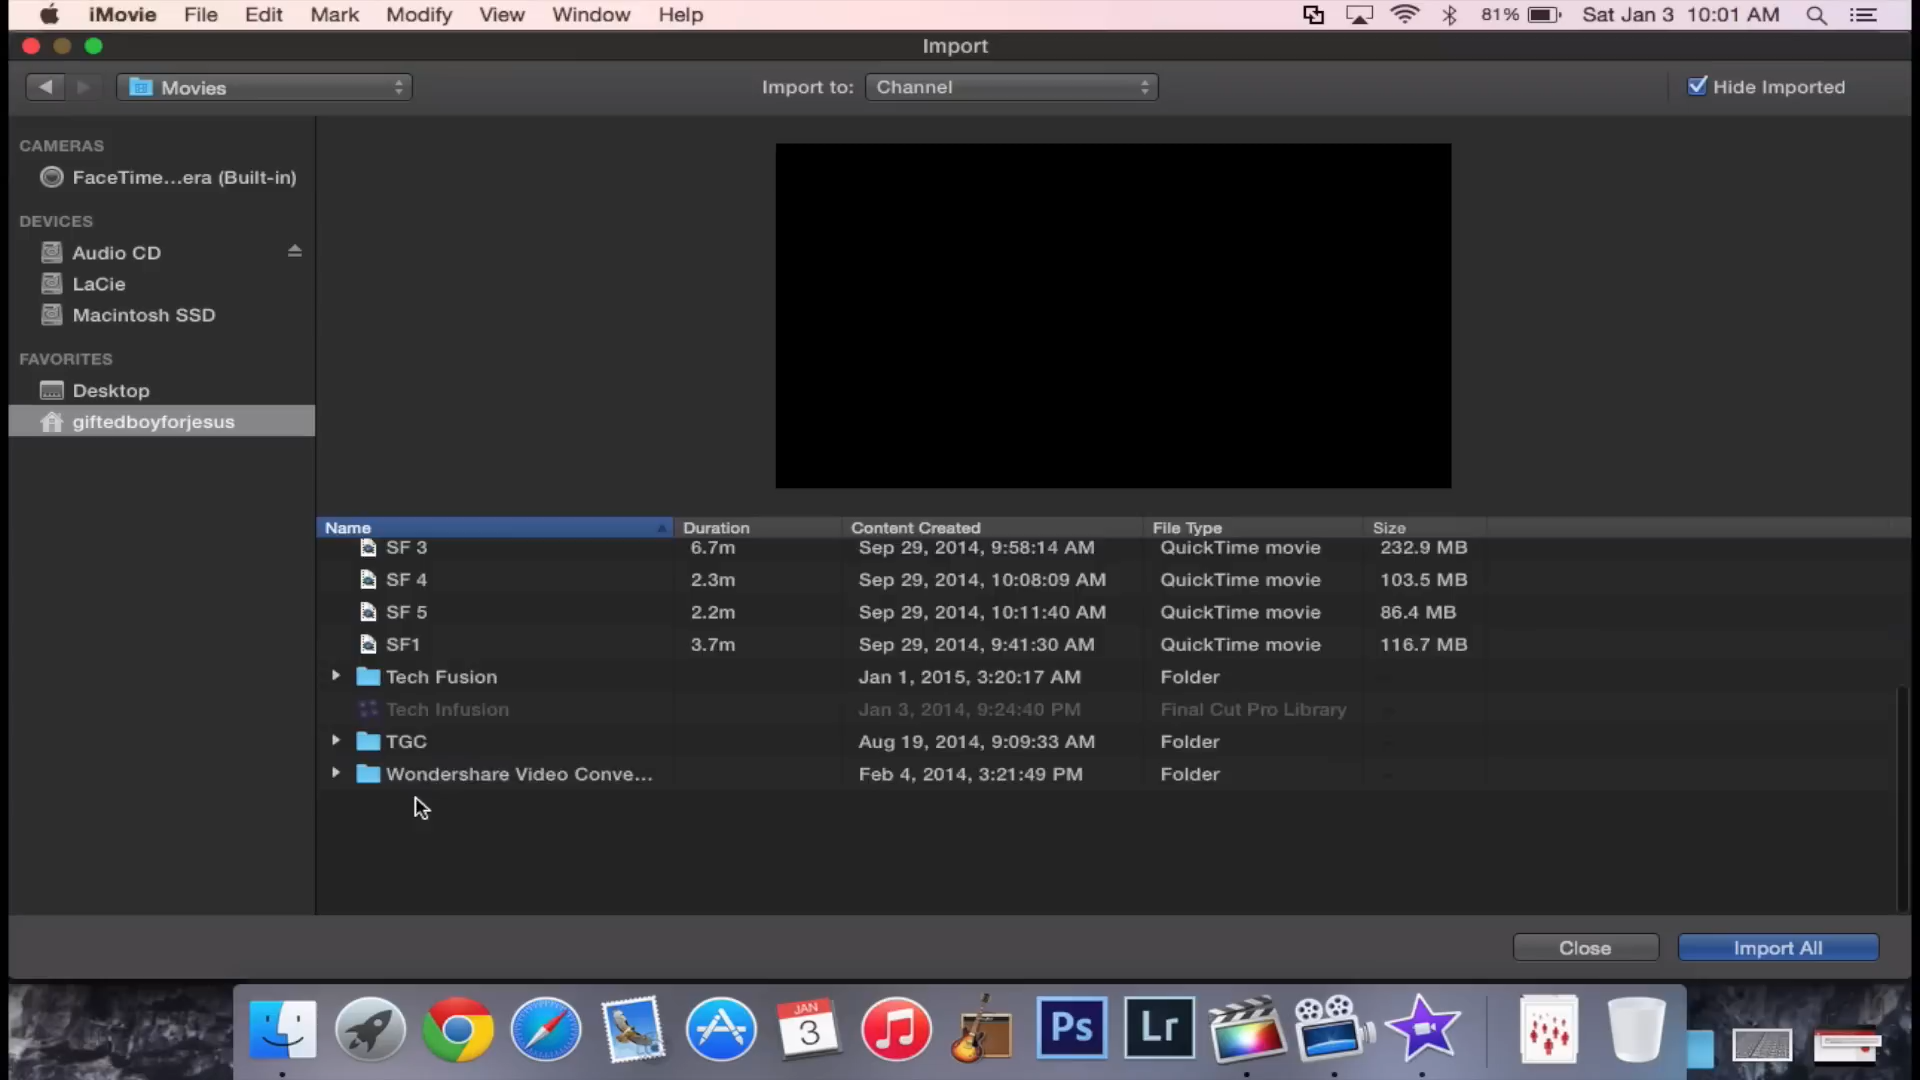 iMovie File Edit Mark Modify View Window Help 81% Sat Jan 3 10:01 AM
Import
Movies Import to: Channel Hide Imported
CAMERAS
FaceTime...era (Built-in)
DEVICES
Audio CD
LaCie
Macintosh SSD
FAVORITES
Desktop
giftedboyforjesus
Name Duration Content Created File Type Size
SF 3 6.7m Sep 29, 2014, 9:58:14 AM QuickTime movie 232.9 MB
SF 4 2.3m Sep 29, 2014, 10:08:09 AM QuickTime movie 103.5 MB
SF 5 2.2m Sep 29, 2014, 10:11:40 AM QuickTime movie 86.4 MB
SF1 3.7m Sep 29, 2014, 9:41:30 AM QuickTime movie 116.7 MB
Tech Fusion Jan 1, 2015, 3:20:17 AM Folder
Tech Infusion Jan 3, 2014, 9:24:40 PM Final Cut Pro Library
TGC Aug 19, 2014, 9:09:33 AM Folder
Wondershare Video Conve... Feb 4, 2014, 3:21:49 PM Folder
Close Import All
JAN
3
Ps
Lr